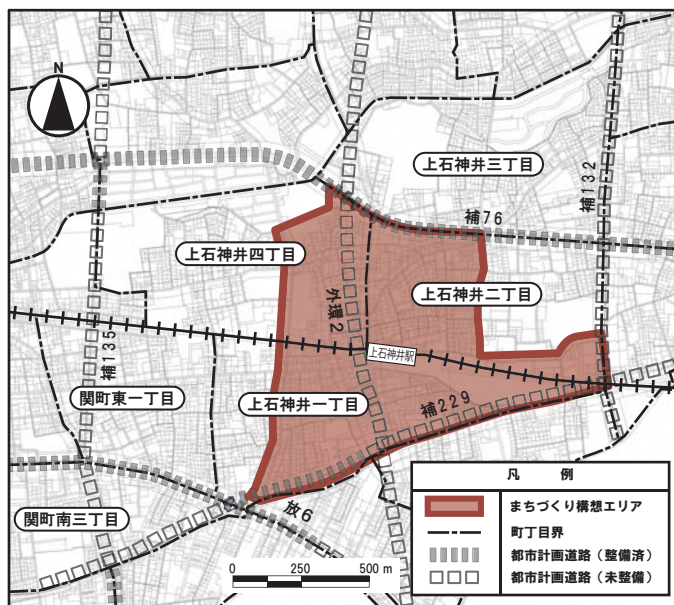 N
上石神井三丁目
補132
補76
上石神井四丁目
上石神井二丁目
外環2
上石神井駅
補135
関町東一丁目
上石神井一丁目
補229
関町南三丁目
放6
0 250 500 m
凡 例
まちづくり構想エリア
町丁目界
都市計画道路（整備済）
都市計画道路（未整備）